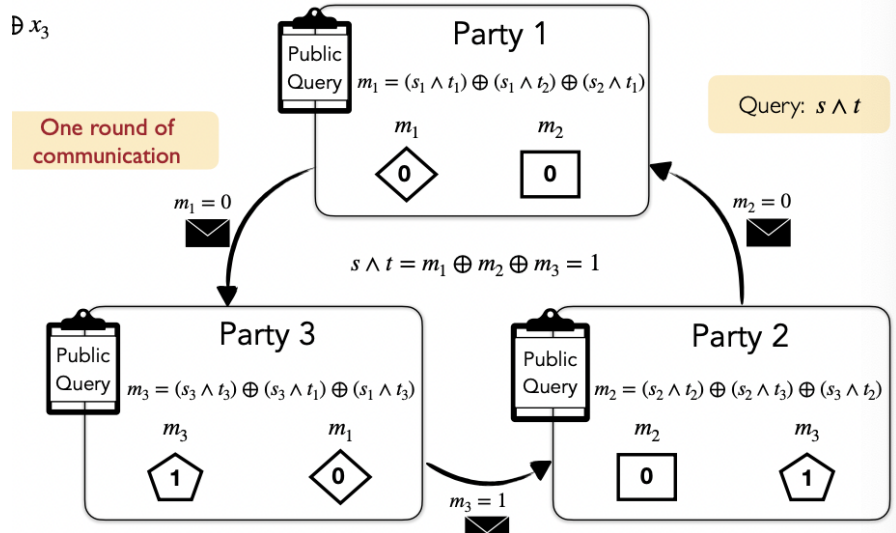 ⊕ x₃
Party 1
Public
Query
m₁ = (s₁ ∧ t₁) ⊕ (s₁ ∧ t₂) ⊕ (s₂ ∧ t₁)
m₁ m₂
0 0
Query: s ∧ t
One round of
communication
m₁ = 0
m₂ = 0
s ∧ t = m₁ ⊕ m₂ ⊕ m₃ = 1
Party 3
Public
Query
m₃ = (s₃ ∧ t₃) ⊕ (s₃ ∧ t₁) ⊕ (s₁ ∧ t₃)
m₃ m₁
1 0
m₃ = 1
Party 2
Public
Query
m₂ = (s₂ ∧ t₂) ⊕ (s₂ ∧ t₃) ⊕ (s₃ ∧ t₂)
m₂ m₃
0 1